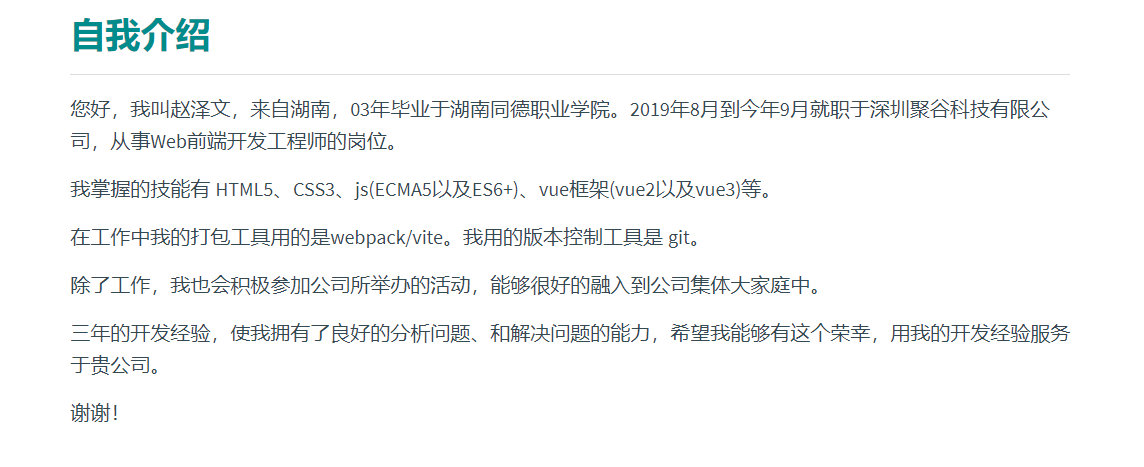 自我介绍
您好，我叫赵泽文，来自湖南，03年毕业于湖南同德职业学院。2019年8月到今年9月就职于深圳聚谷科技有限公
司，从事Web前端开发工程师的岗位。
我掌握的技能有 HTML5、CSS3、js(ECMA5以及ES6+)、vue框架(vue2以及vue3)等。
在工作中我的打包工具用的是webpack/vite。我用的版本控制工具是 git。
除了工作，我也会积极参加公司所举办的活动，能够很好的融入到公司集体大家庭中。
三年的开发经验，使我拥有了良好的分析问题、和解决问题的能力，希望我能够有这个荣幸，用我的开发经验服务
于贵公司。
谢谢！